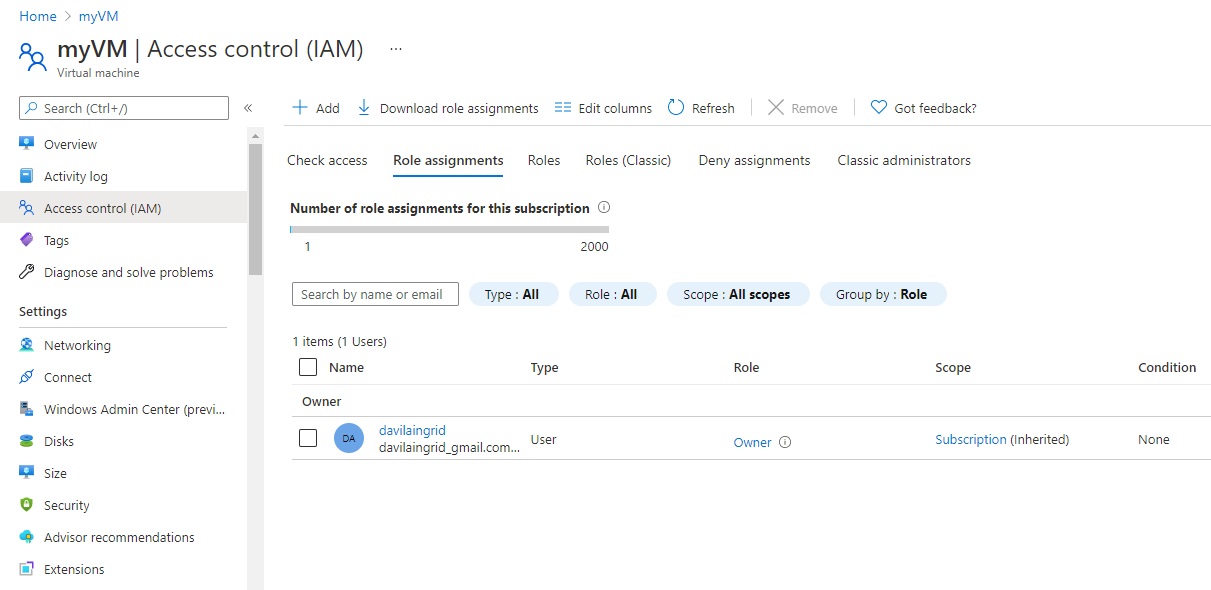 Home > myVM
myVM | Access control (IAM) ...
Virtual machine
Search (Ctrl+/) «
Add Download role assignments Edit columns Refresh Remove Got feedback?
Overview
Activity log
Access control (IAM)
Tags
Diagnose and solve problems
Settings
Networking
Connect
Windows Admin Center (previ...
Disks
Size
Security
Advisor recommendations
Extensions
Check access Role assignments Roles Roles (Classic) Deny assignments Classic administrators
Number of role assignments for this subscription
1 2000
Search by name or email Type : All Role : All Scope : All scopes Group by : Role
1 items (1 Users)
Name Type Role Scope Condition
Owner
DA davilaingrid User Owner Subscription (Inherited) None
davilaingrid_gmail.com...